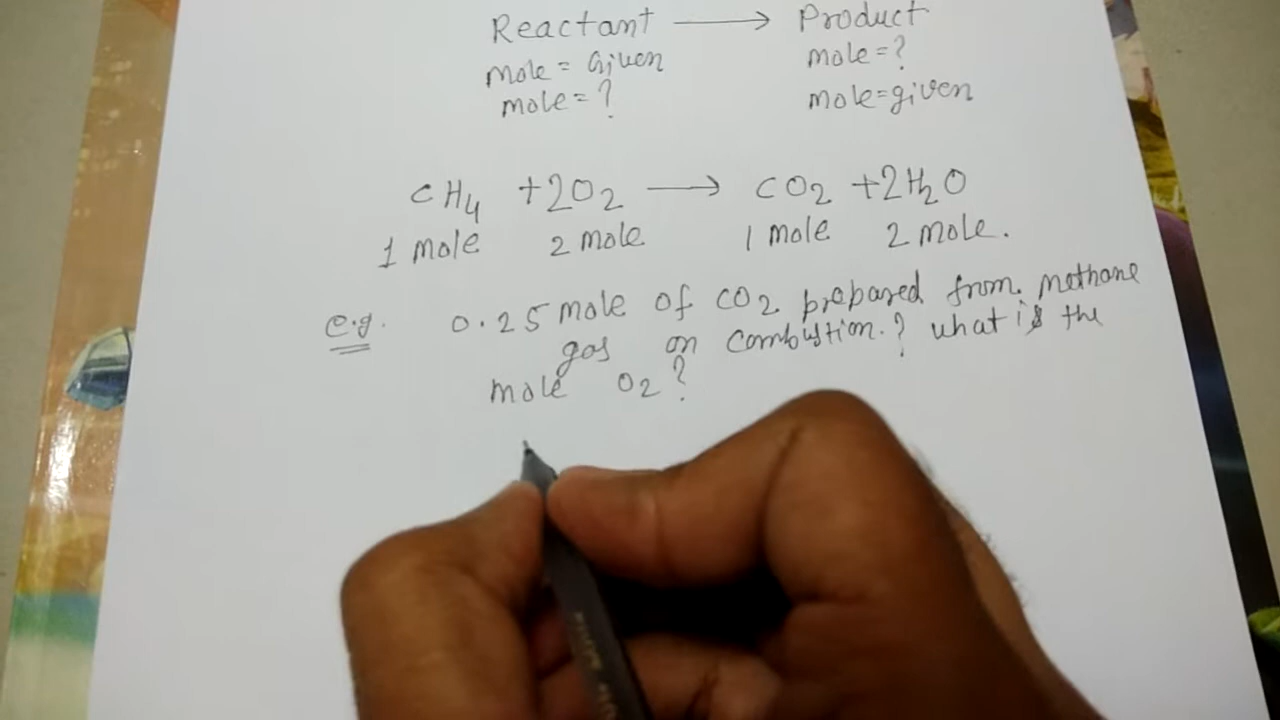 Reactant → Product
mole = Given mole = ?
mole = ? mole = given
CH₄ + 2O₂ → CO₂ + 2H₂O
1 mole 2 mole 1 mole 2 mole.
e.g. 0.25 mole of CO₂ prepared from methane
gas on combustion.? what is the
mole O₂?